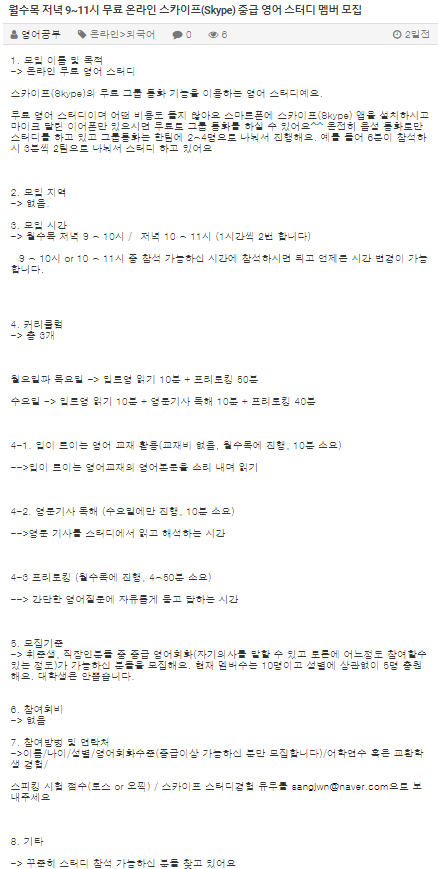 월수목 저녁 9~11시 무료 온라인 스카이프(Skype) 중급 영어 스터디 멤버 모집
영어공부 온라인>외국어 0 6 2일전
1. 모임 이름 및 목적
-> 온라인 무료 영어 스터디
스카이프(Skype)의 무료 그룹 통화 기능을 이용하는 영어 스터디예요.
무료 영어 스터디이며 어떤 비용도 들지 않아요 스마트폰에 스카이프(Skype) 앱을 설치하시고
마이크 달린 이어폰만 있으시면 무료로 그룹 통화를 하실 수 있어요^^ 온전히 음성 통화로만
스터디를 하고 있고 그룹통화는 한팀에 2~4명으로 나눠서 진행해요. 예를 들어 6분이 참석하
시 3분씩 2팀으로 나눠서 스터디 하고 있어요
2. 모임 지역
-> 없음.
3. 모임 시간
-> 월수목 저녁 9 ~ 10시 / 저녁 10 ~ 11시 (1시간씩 2번 합니다)
9 ~ 10시 or 10 ~ 11시 중 참석 가능하신 시간에 참석하시면 되고 언제든 시간 변경이 가능
합니다.
4. 커리큘럼
-> 총 3개
월요일과 목요일 -> 입트영 읽기 10분 + 프리토킹 50분
수요일 -> 입트영 읽기 10분 + 영문기사 독해 10분 + 프리토킹 40분
4-1. 입이 트이는 영어 교재 활용(교재비 없음, 월수목에 진행, 10분 소요)
-->입이 트이는 영어교재의 영어본문을 소리 내며 읽기
4-2. 영문기사 독해 (수요일에만 진행, 10분 소요)
-->영문 기사를 스터디에서 읽고 해석하는 시간
4-3 프리토킹 (월수목에 진행, 4~50분 소요)
--> 간단한 영어질문에 자유롭게 묻고 답하는 시간
5. 모집기준
-> 취준생, 직장인분들 중 중급 영어회화(자기의사를 말할 수 있고 토론에 어느정도 참여할수
있는 정도)가 가능하신 분들을 모집해요. 현재 멤버수는 10명이고 성별에 상관없이 5명 충원
해요. 대학생은 안뽑습니다.
6. 참여회비
-> 없음
7. 참여방법 및 연락처
->이름/나이/성별/영어회화수준(중급이상 가능하신 분만 모집합니다)/어학연수 혹은 교환학
생 경험/
스피킹 시험 점수(토스 or 오픽) / 스카이프 스터디경험 유무를 sangjwn@naver.com으로 보
내주세요
8. 기타
-> 꾸준히 스터디 참석 가능하신 분들 찾고 있어요